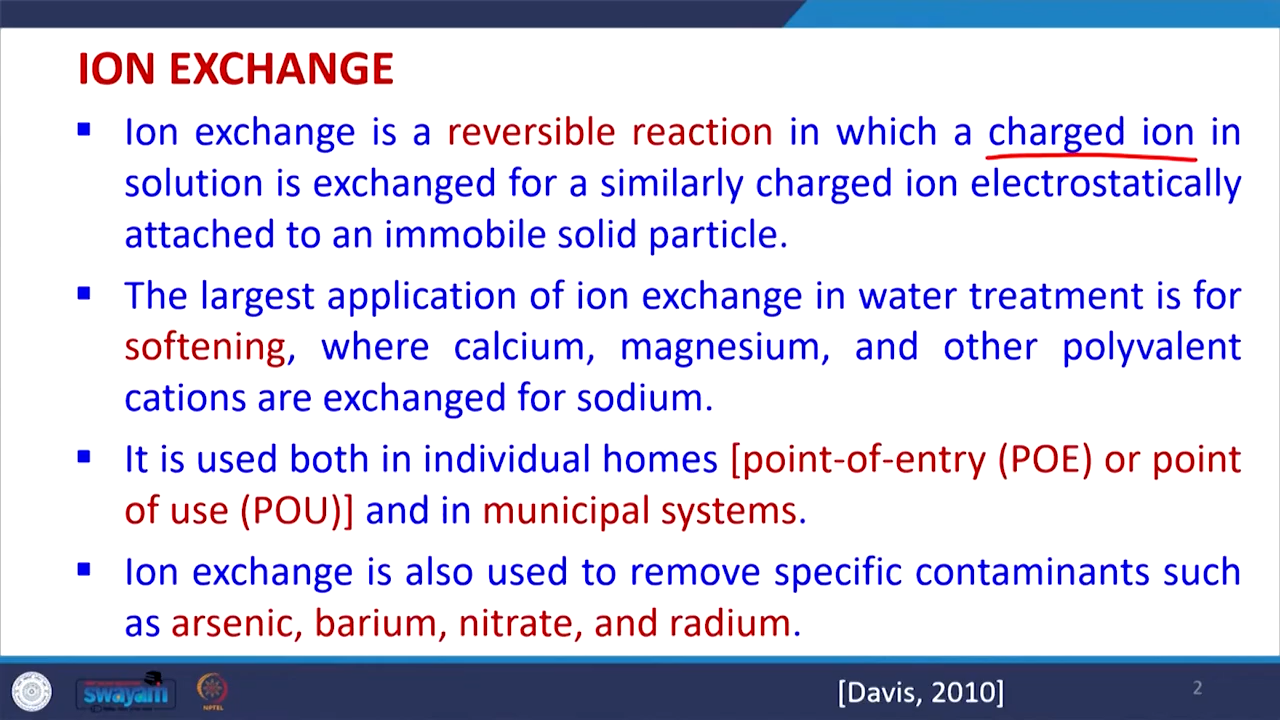 ION EXCHANGE
▪ Ion exchange is a reversible reaction in which a charged ion in
solution is exchanged for a similarly charged ion electrostatically
attached to an immobile solid particle.
▪ The largest application of ion exchange in water treatment is for
softening, where calcium, magnesium, and other polyvalent
cations are exchanged for sodium.
▪ It is used both in individual homes [point-of-entry (POE) or point
of use (POU)] and in municipal systems.
▪ Ion exchange is also used to remove specific contaminants such
as arsenic, barium, nitrate, and radium.
swayam
NPTEL
[Davis, 2010]
2